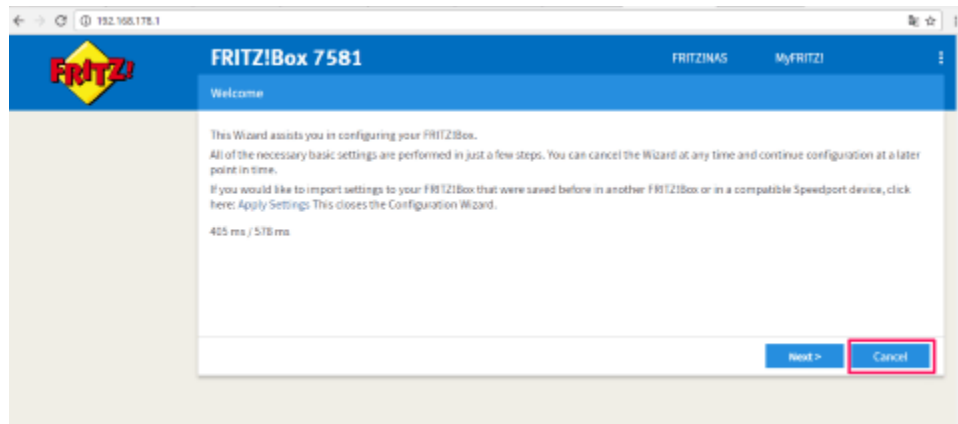 192.168.178.1
FRITZ!
FRITZ!Box 7581
FRITZ!NAS
MyFRITZ!
Welcome
This Wizard assists you in configuring your FRITZ!Box.
All of the necessary basic settings are performed in just a few steps. You can cancel the Wizard at any time and continue configuration at a later
point in time.
If you would like to import settings to your FRITZ!Box that were saved before in another FRITZ!Box or in a compatible Speedport device, click
here: Apply Settings This closes the Configuration Wizard.
405 ms / 578 ms
Next >
Cancel